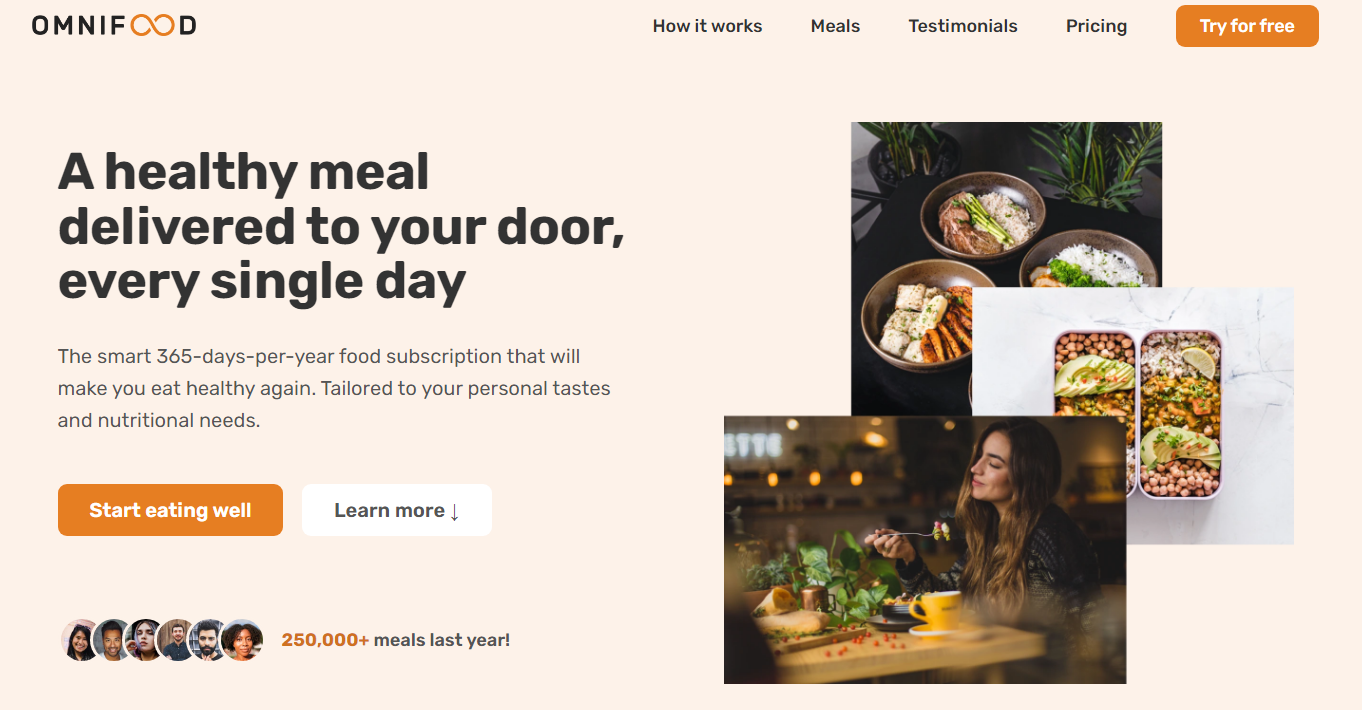 OMNIFOOD
How it works
Meals
Testimonials
Pricing
Try for free
A healthy meal
delivered to your door,
every single day
The smart 365-days-per-year food subscription that will
make you eat healthy again. Tailored to your personal tastes
and nutritional needs.
Start eating well
Learn more ↓
250,000+ meals last year!